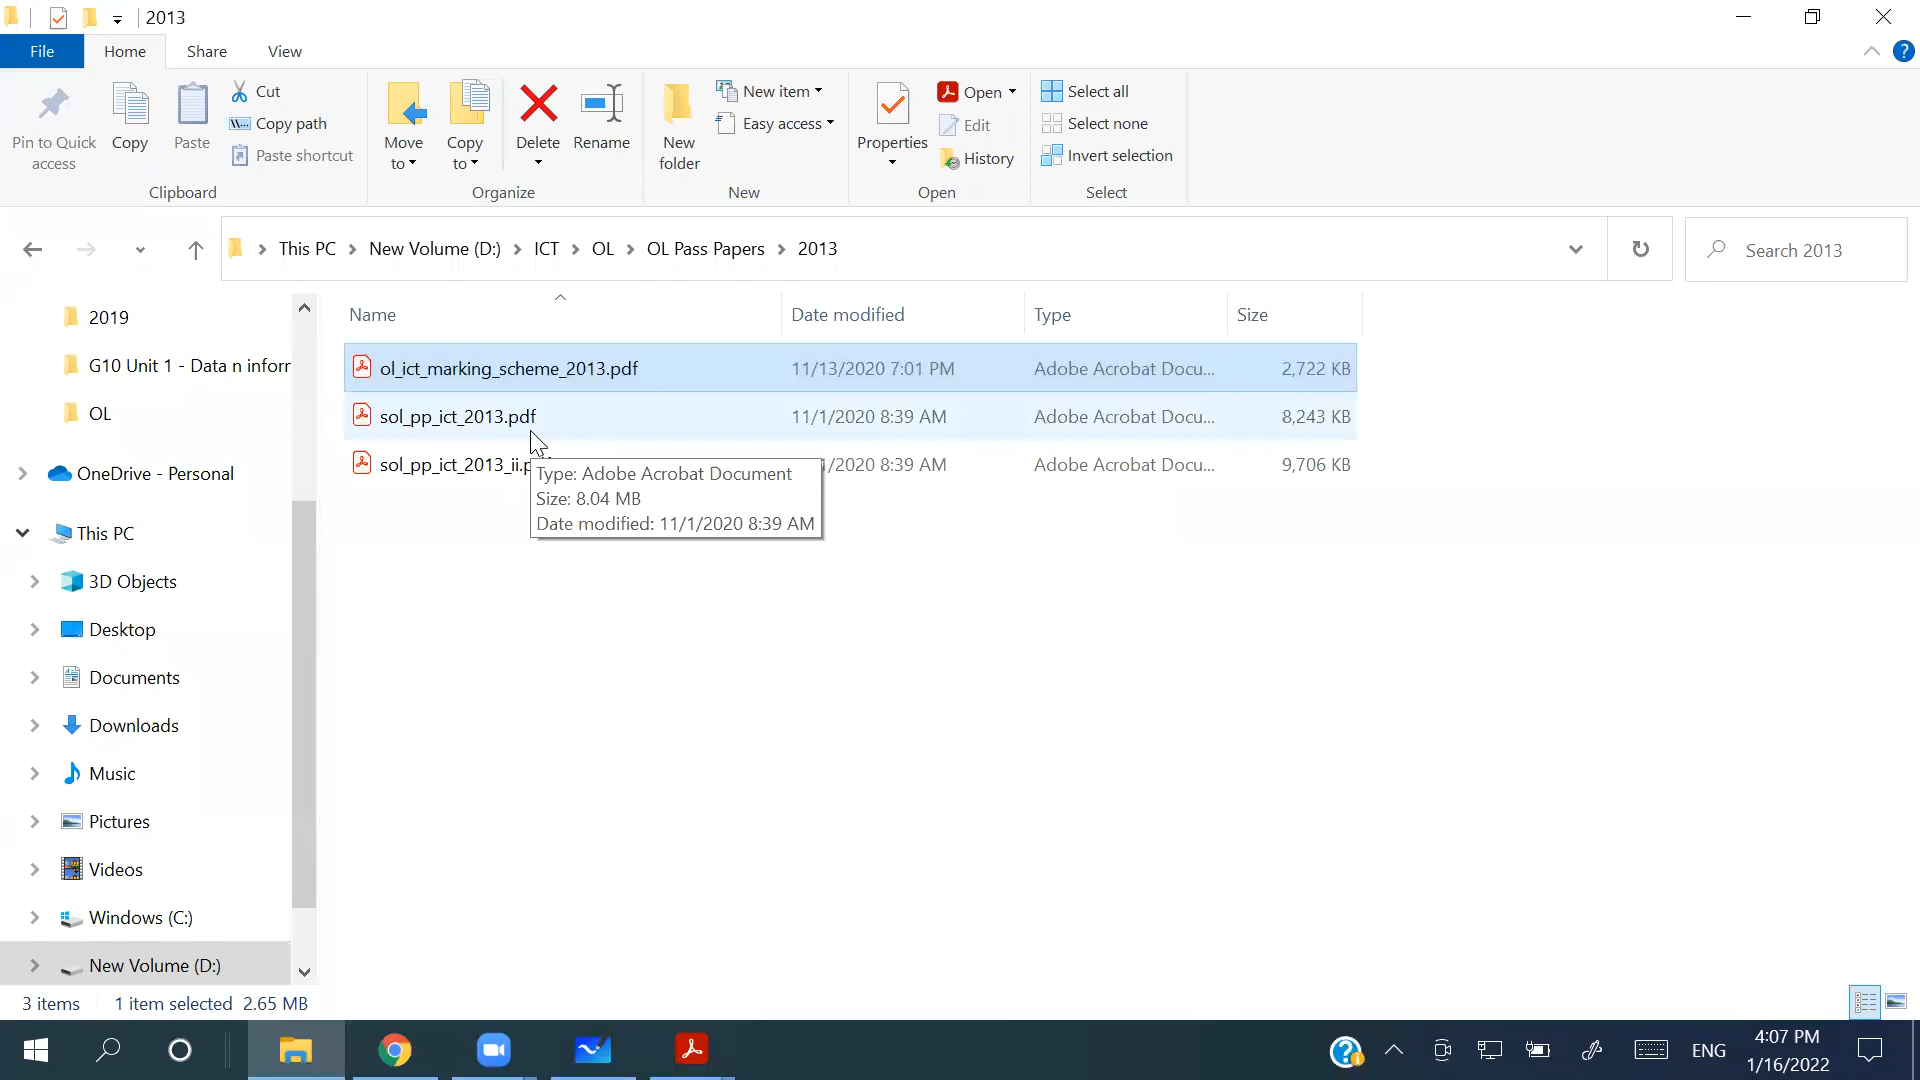 2013
File
Home
Share
View
Pin to Quick access
Copy
Paste
Cut
Copy path
Paste shortcut
Clipboard
Move to
Copy to
Delete
Rename
Organize
New folder
New item
Easy access
New
Properties
Open
Edit
History
Open
Select all
Select none
Invert selection
Select
This PC > New Volume (D:) > ICT > OL > OL Pass Papers > 2013
Search 2013
Name Date modified Type Size
ol_ict_marking_scheme_2013.pdf 11/13/2020 7:01 PM Adobe Acrobat Docu... 2,722 KB
sol_pp_ict_2013.pdf 11/1/2020 8:39 AM Adobe Acrobat Docu... 8,243 KB
sol_pp_ict_2013_ii.p /2020 8:39 AM Adobe Acrobat Docu... 9,706 KB
Type: Adobe Acrobat Document
Size: 8.04 MB
Date modified: 11/1/2020 8:39 AM
2019
G10 Unit 1 - Data n inforr
OL
OneDrive - Personal
This PC
3D Objects
Desktop
Documents
Downloads
Music
Pictures
Videos
Windows (C:)
New Volume (D:)
3 items 1 item selected 2.65 MB
ENG
4:07 PM
1/16/2022